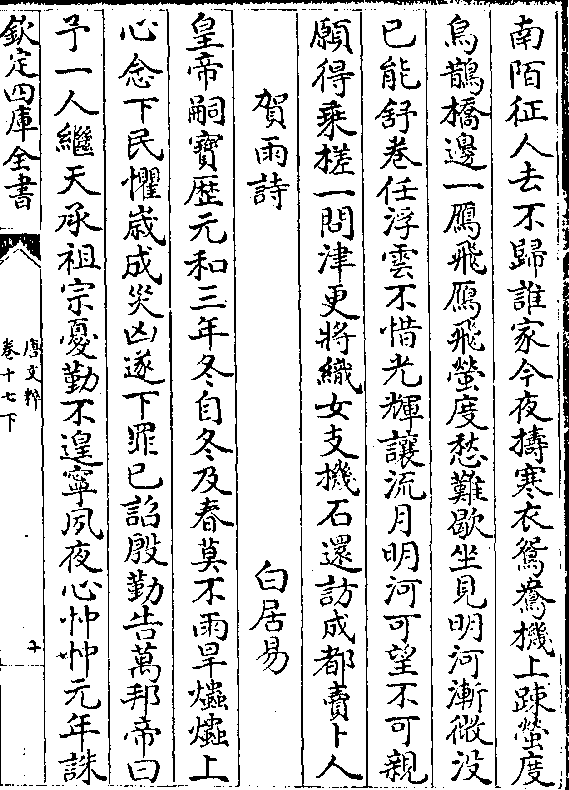 南陌征人去不歸誰家今夜擣寒衣鴛鴦機上踈螢度
烏鵲橋邊一鴈飛鴈飛螢度愁難歇坐見明河漸微沒
已能舒卷任浮雲不惜光輝讓流月明河可望不可親
願得乘槎一問津更將織女支機石還訪成都賣卜人
賀雨詩 白居易
皇帝嗣寳歴元和三年冬自冬及春莫不雨旱爞爞上
心念下民懼歳成災凶遂下罪已詔殷勤告萬邦帝曰
予一人繼天承祖宗憂勤不遑寧夙夜心忡忡元年誅
欽定四庫全書
唐文粹
卷十七下
十